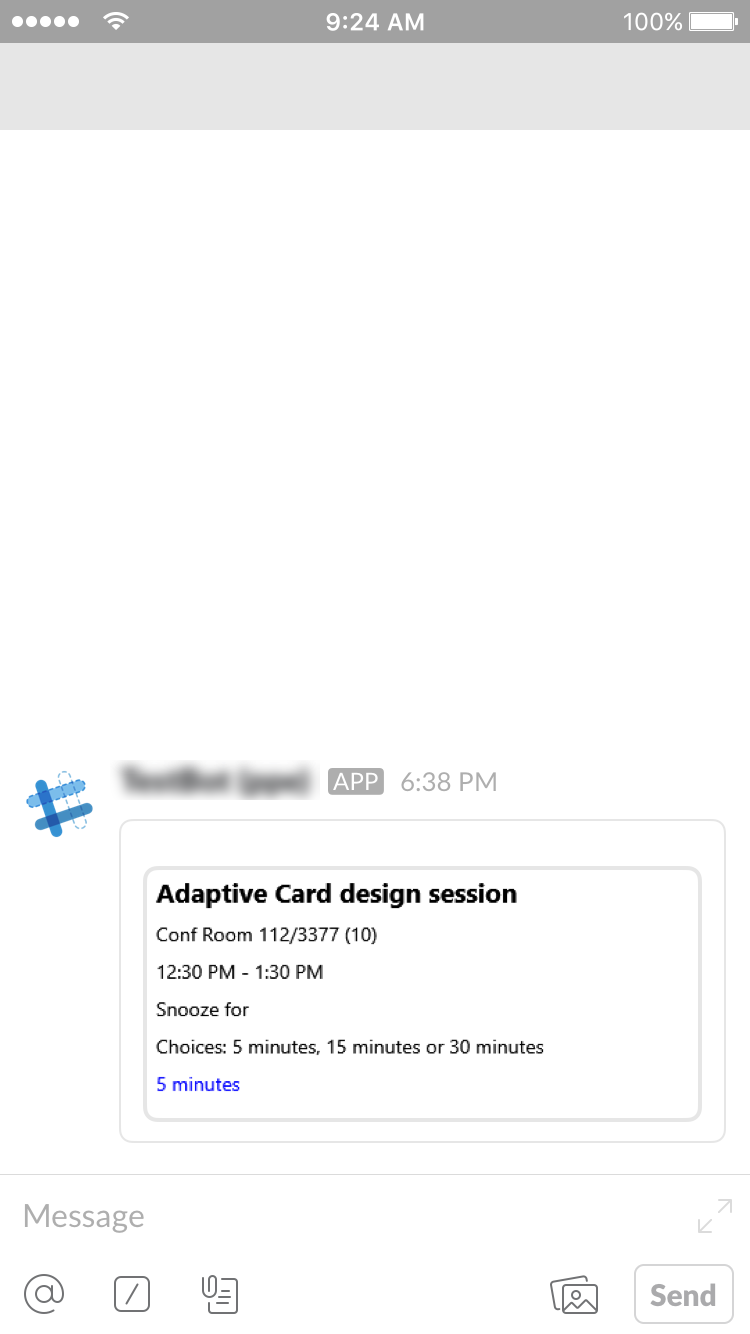 9:24 AM 100%
APP 6:38 PM
Adaptive Card design session
Conf Room 112/3377 (10)
12:30 PM - 1:30 PM
Snooze for
Choices: 5 minutes, 15 minutes or 30 minutes
5 minutes
Message
Send